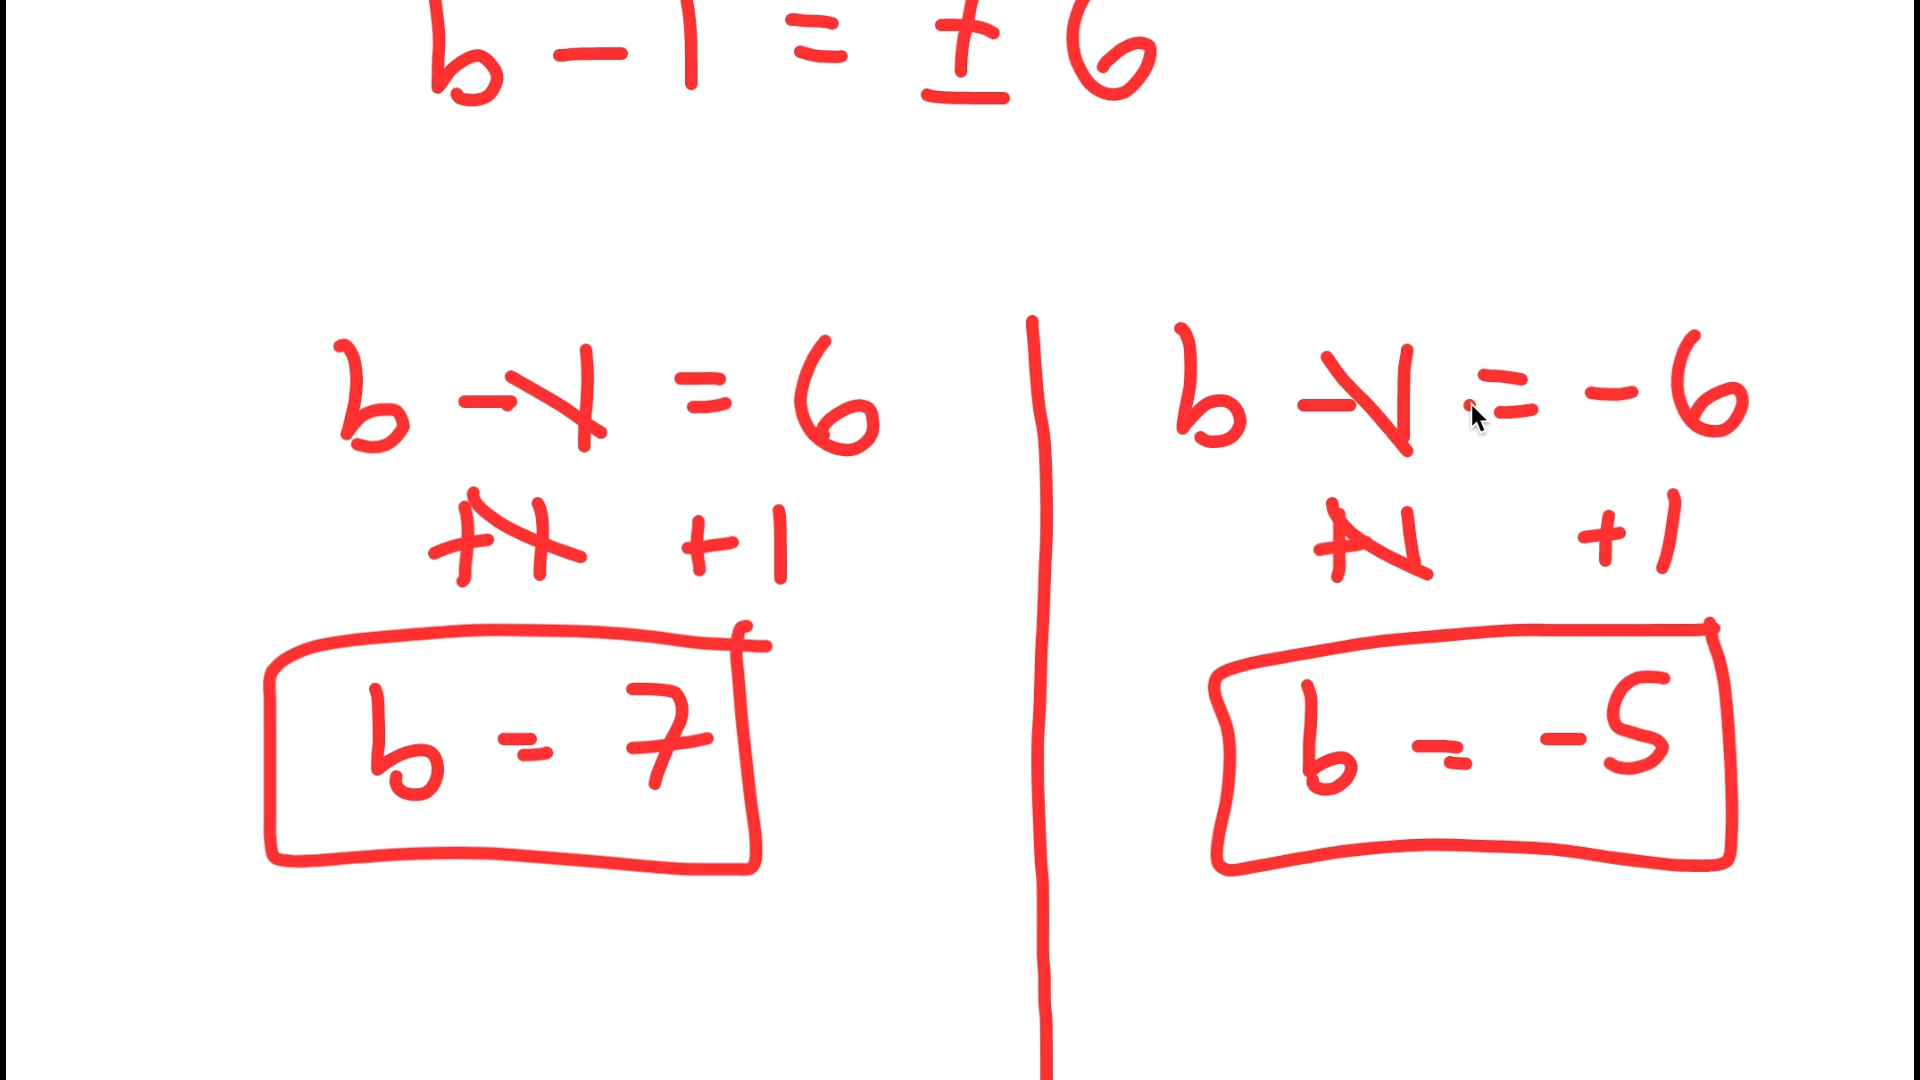 b - 1 = ± 6
b - 1 = 6
+1 +1
b = 7
b - 1 = - 6
+1 +1
b = -5